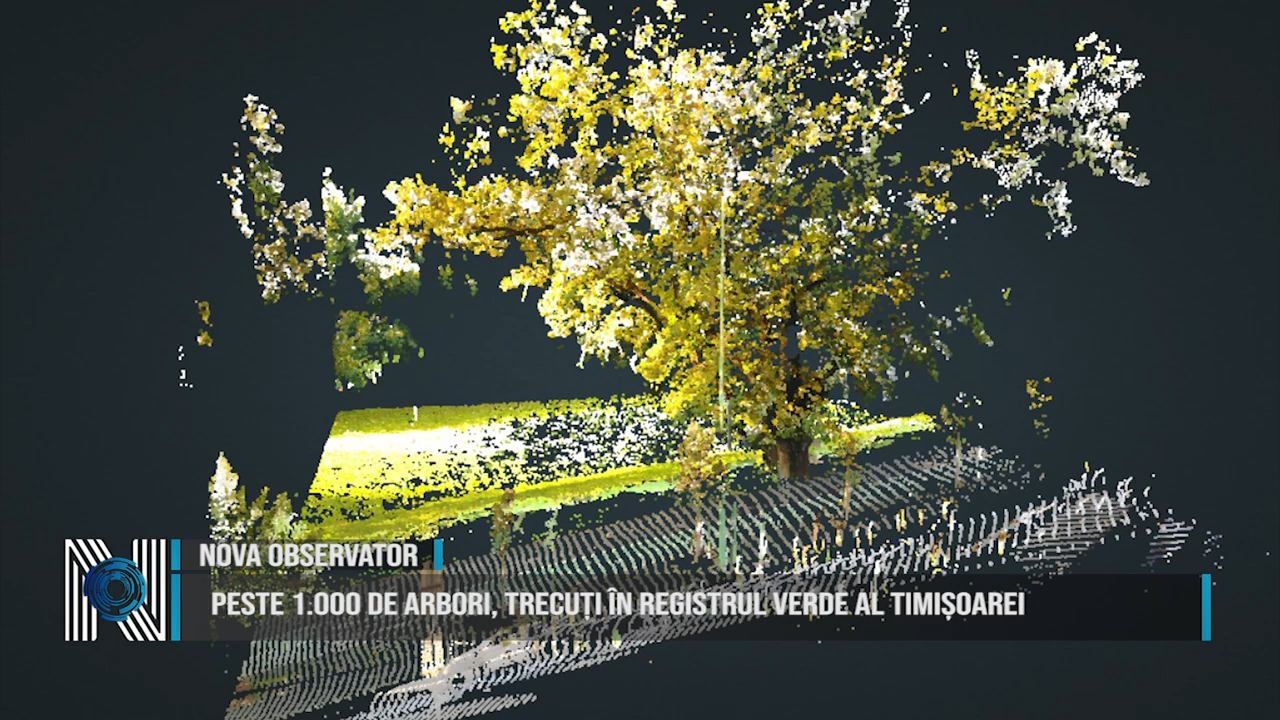 NOVA OBSERVATOR
PESTE 1.000 DE ARBORI, TRECUȚI ÎN REGISTRUL VERDE AL TIMIȘOAREI